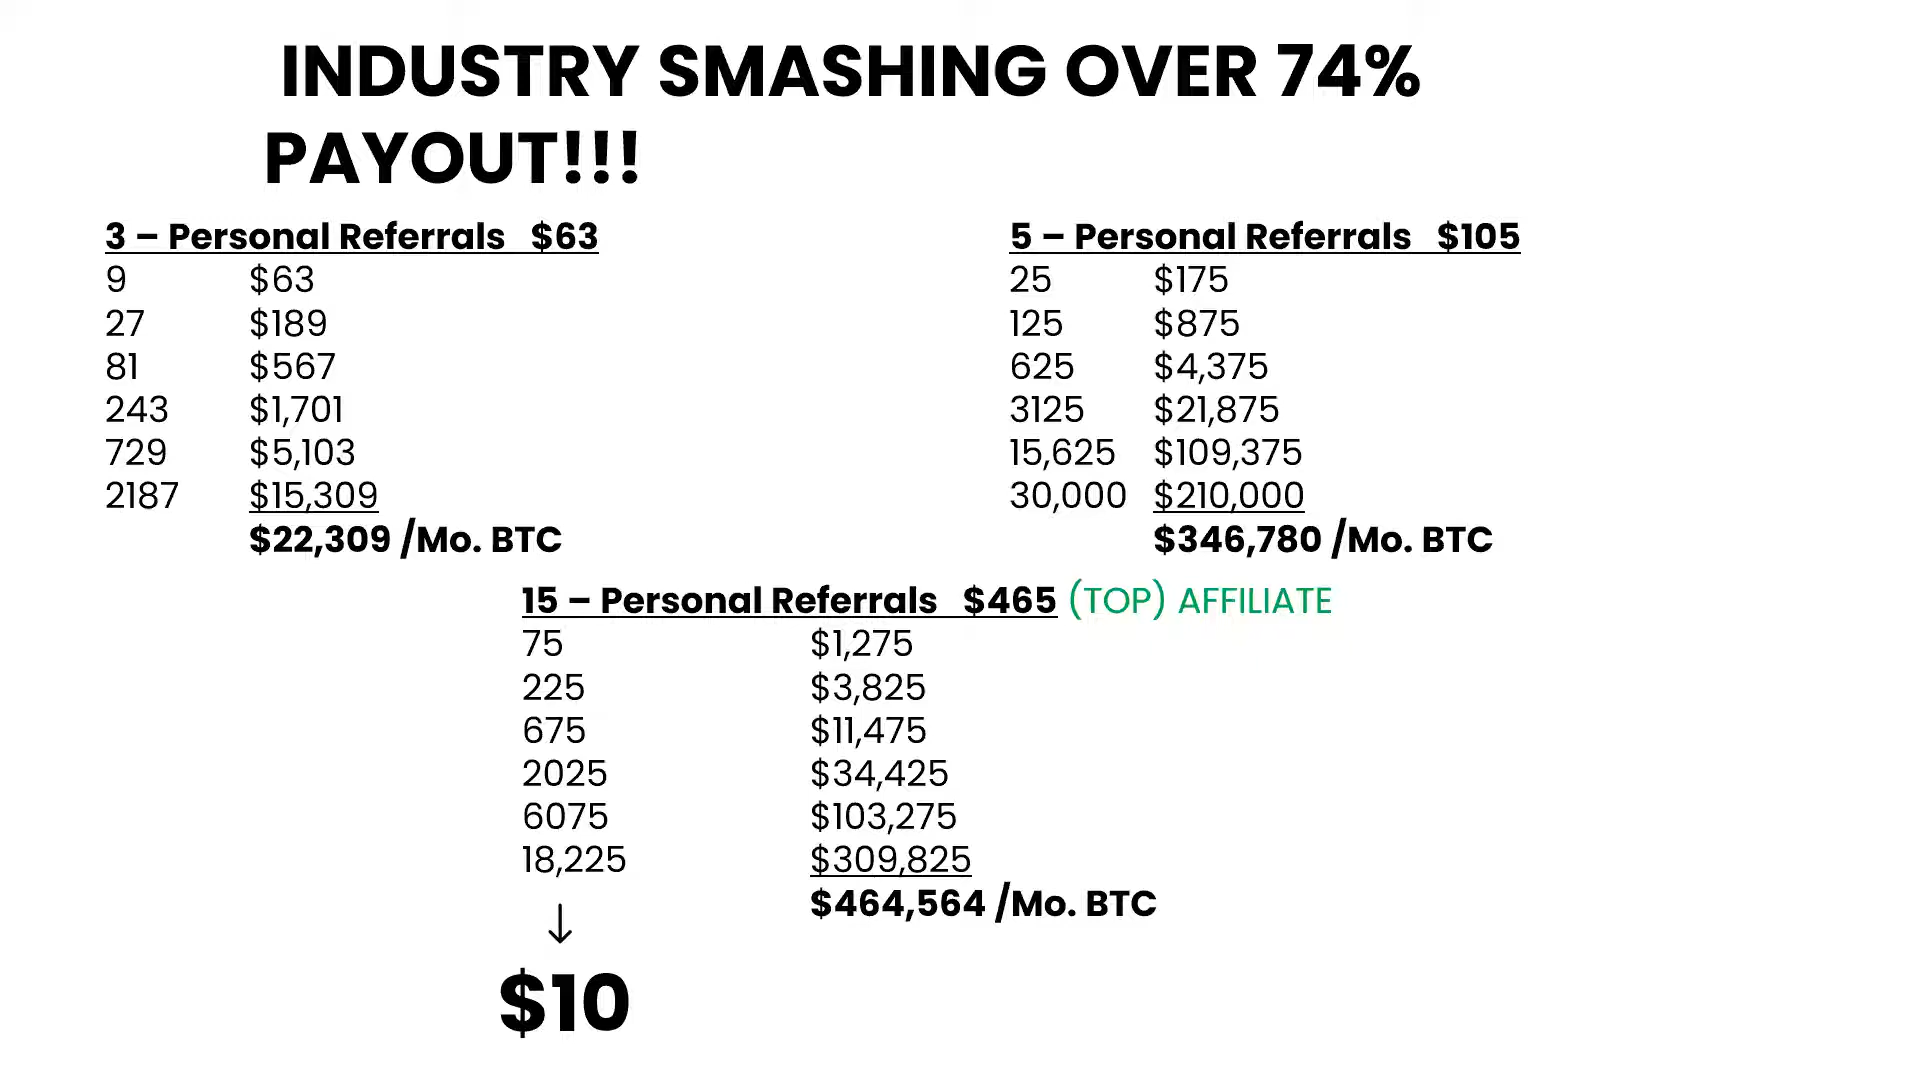 INDUSTRY SMASHING OVER 74%
PAYOUT!!!
3 – Personal Referrals $63
9 $63
27 $189
81 $567
243 $1,701
729 $5,103
2187 $15,309
$22,309 /Mo. BTC
5 – Personal Referrals $105
25 $175
125 $875
625 $4,375
3125 $21,875
15,625 $109,375
30,000 $210,000
$346,780 /Mo. BTC
15 – Personal Referrals $465 (TOP) AFFILIATE
75 $1,275
225 $3,825
675 $11,475
2025 $34,425
6075 $103,275
18,225 $309,825
$464,564 /Mo. BTC
↓
$10